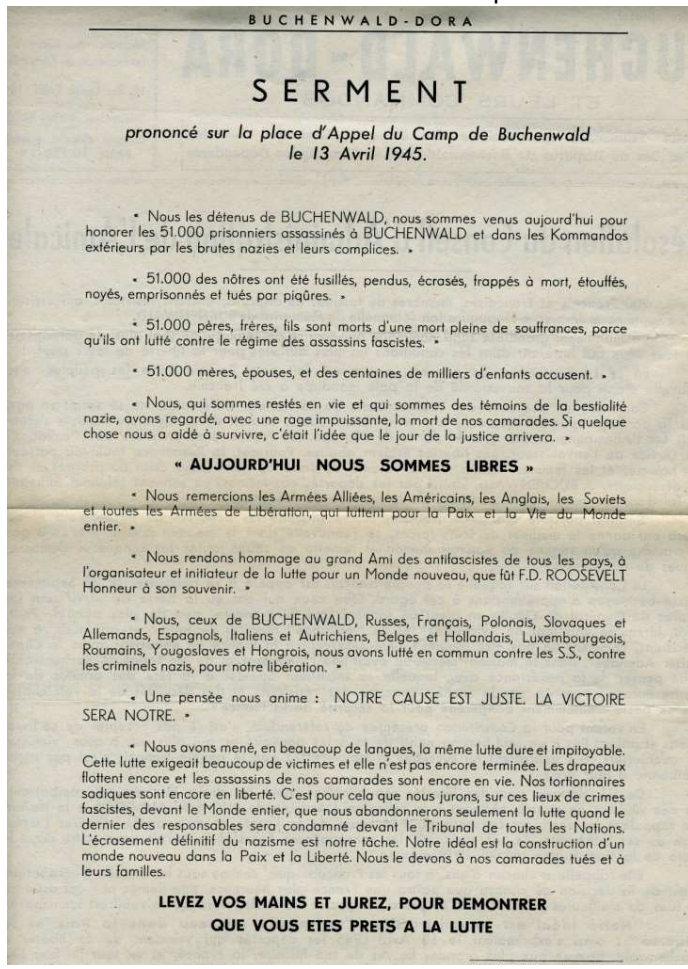 BUCHENWALD-DORA
SERMENT
prononcé sur la place d'Appel du Camp de Buchenwald
le 13 Avril 1945.
« Nous les détenus de BUCHENWALD, nous sommes venus aujourd'hui pour
honorer les 51.000 prisonniers assassinés à BUCHENWALD et dans les Kommandos
extérieurs par les brutes nazies et leurs complices. »
« 51.000 des nôtres ont été fusillés, pendus, écrasés, frappés à mort, étouffés,
noyés, emprisonnés et tués par piqûres. »
« 51.000 pères, frères, fils sont morts d'une mort pleine de souffrances, parce
qu'ils ont lutté contre le régime des assassins fascistes. »
« 51.000 mères, épouses, et des centaines de milliers d'enfants accusent. »
« Nous, qui sommes restés en vie et qui sommes des témoins de la bestialité
nazie, avons regardé, avec une rage impuissante, la mort de nos camarades. Si quelque
chose nous a aidé à survivre, c'était l'idée que le jour de la justice arrivera. »
« AUJOURD'HUI NOUS SOMMES LIBRES »
« Nous remercions les Armées Alliées, les Américains, les Anglais, les Soviets
et toutes les Armées de Libération, qui luttent pour la Paix et la Vie du Monde
entier. »
« Nous rendons hommage au grand Ami des antifascistes de tous les pays, à
l'organisateur et initiateur de la lutte pour un Monde nouveau, que fût F.D. ROOSEVELT
Honneur à son souvenir. »
« Nous, ceux de BUCHENWALD, Russes, Français, Polonais, Slovaques et
Allemands, Espagnols, Italiens et Autrichiens, Belges et Hollandais, Luxembourgeois,
Roumains, Yougoslaves et Hongrois, nous avons lutté en commun contre les S.S., contre
les criminels nazis, pour notre libération. »
« Une pensée nous anime : NOTRE CAUSE EST JUSTE. LA VICTOIRE
SERA NOTRE. »
« Nous avons mené, en beaucoup de langues, la même lutte dure et impitoyable.
Cette lutte exigeait beaucoup de victimes et elle n'est pas encore terminée. Les drapeaux
flottent encore et les assassins de nos camarades sont encore en vie. Nos tortionnaires
sadiques sont encore en liberté. C'est pour cela que nous jurons, sur ces lieux de crimes
fascistes, devant le Monde entier, que nous abandonnerons seulement la lutte quand le
dernier des responsables sera condamné devant le Tribunal de toutes les Nations.
L'écrasement définitif du nazisme est notre tâche. Notre idéal est la construction d'un
monde nouveau dans la Paix et la Liberté. Nous le devons à nos camarades tués et à
leurs familles.
LEVEZ VOS MAINS ET JUREZ, POUR DEMONTRER
QUE VOUS ETES PRETS A LA LUTTE